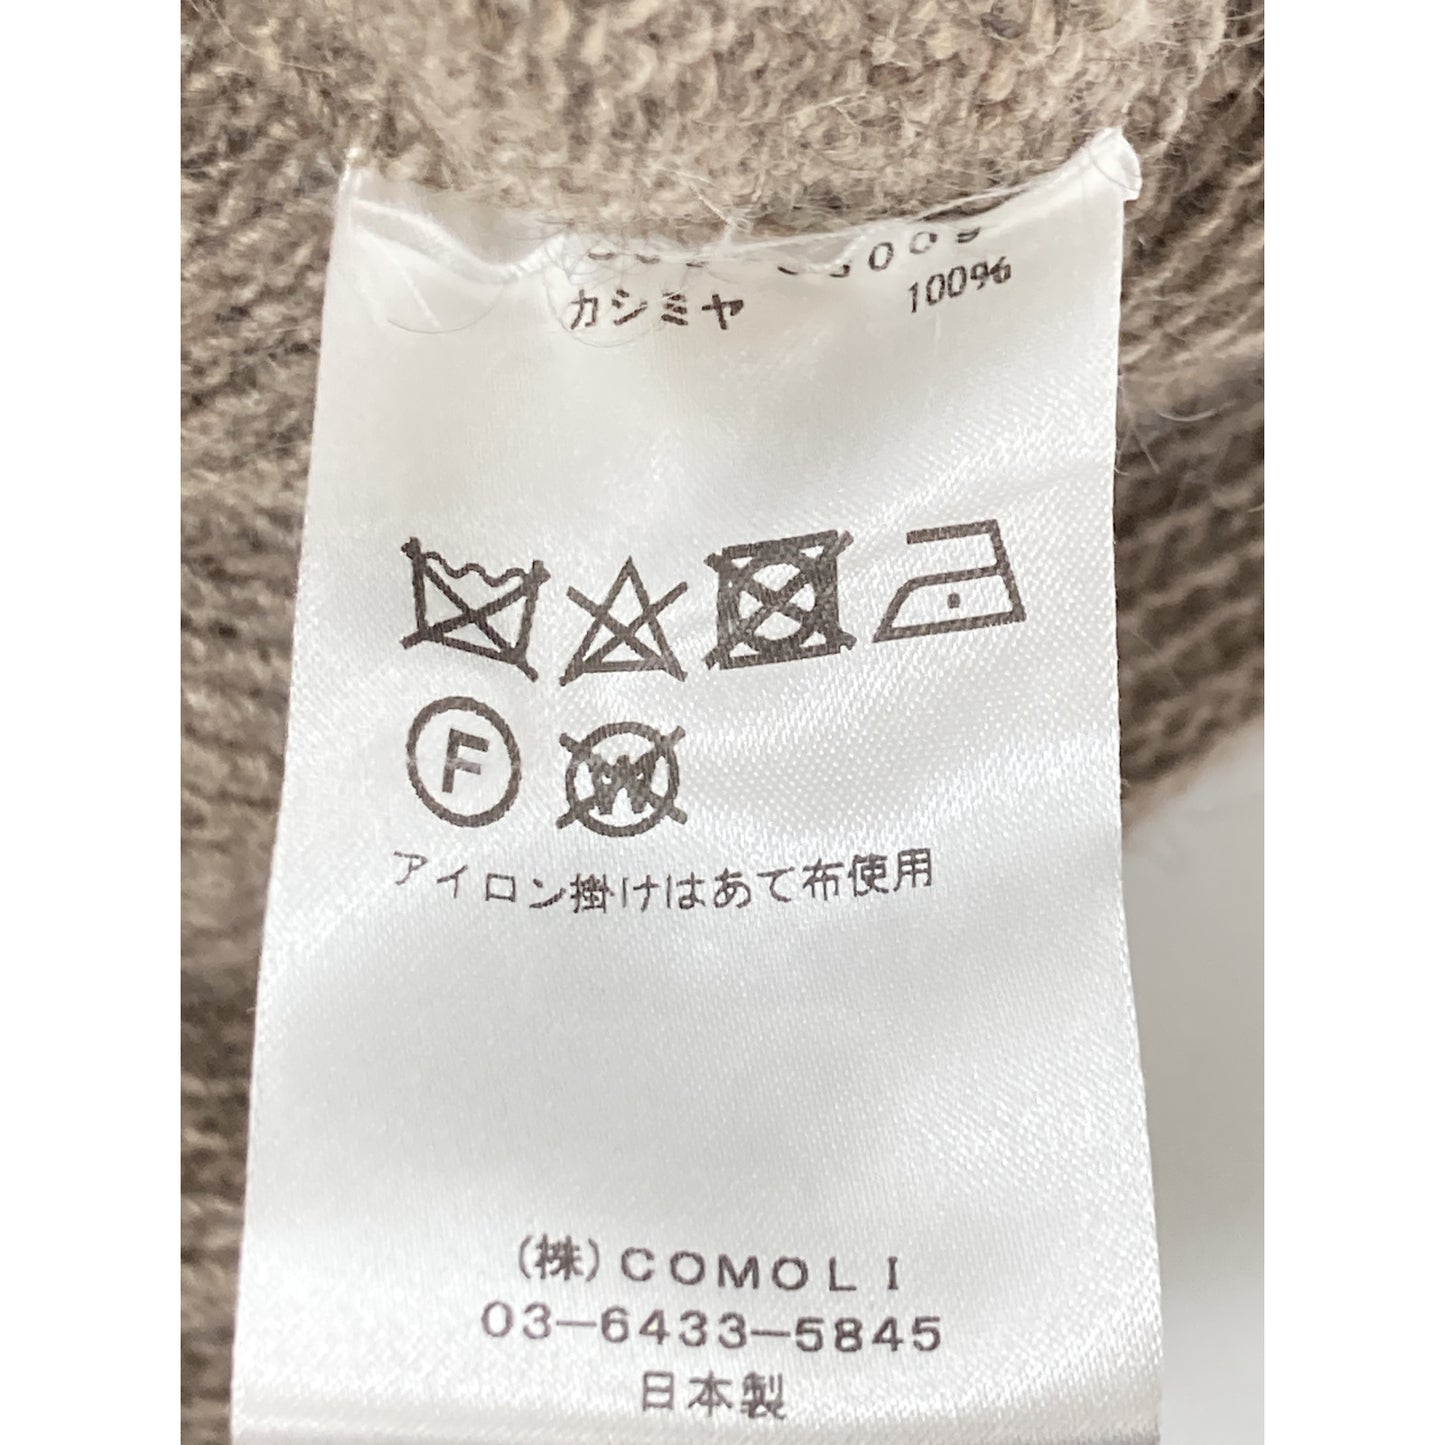 カシミヤ 100%
F W
アイロン掛けはあて布使用
(株)COMOLI
03-6433-5845
日本製